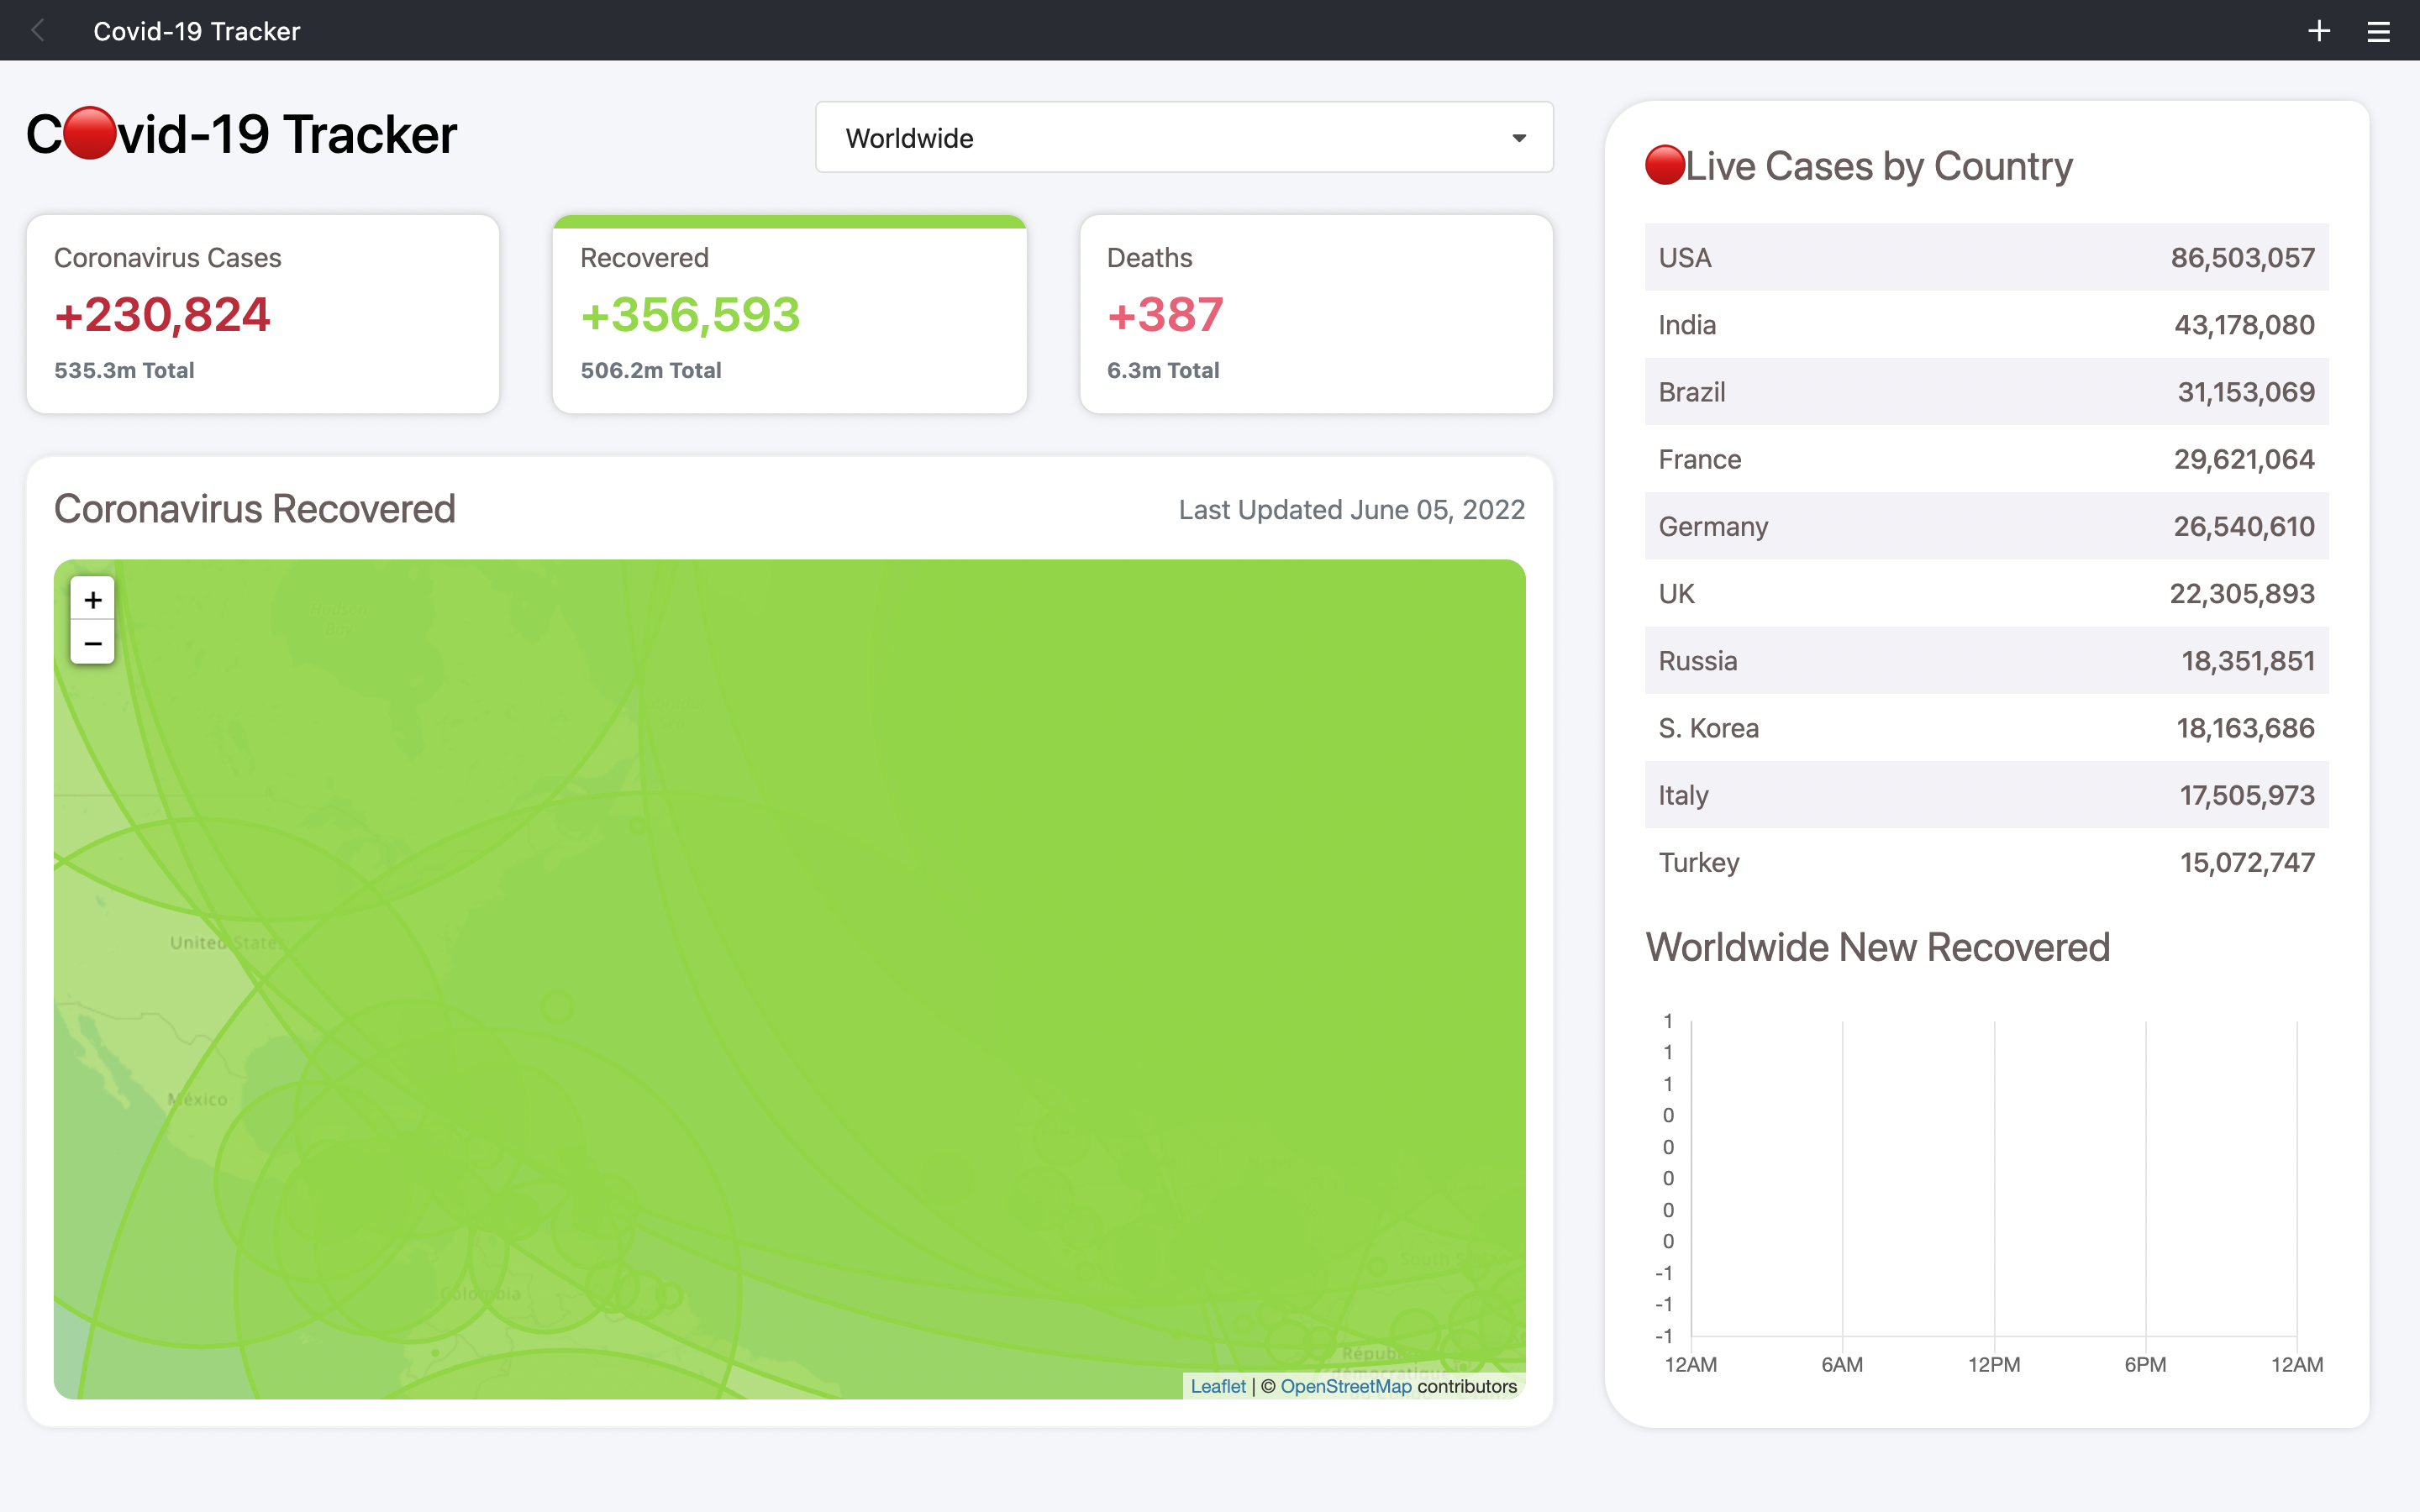 Covid-19 Tracker
C🔴vid-19 Tracker
Worldwide
Coronavirus Cases
+230,824
535.3m Total
Recovered
+356,593
506.2m Total
Deaths
+387
6.3m Total
Coronavirus Recovered
Last Updated June 05, 2022
+
−
United States
México
Colombia
South
Leaflet | © OpenStreetMap contributors
🔴Live Cases by Country
USA 86,503,057
India 43,178,080
Brazil 31,153,069
France 29,621,064
Germany 26,540,610
UK 22,305,893
Russia 18,351,851
S. Korea 18,163,686
Italy 17,505,973
Turkey 15,072,747
Worldwide New Recovered
1
1
1
0
0
0
0
0
-1
-1
-1
12AM 6AM 12PM 6PM 12AM